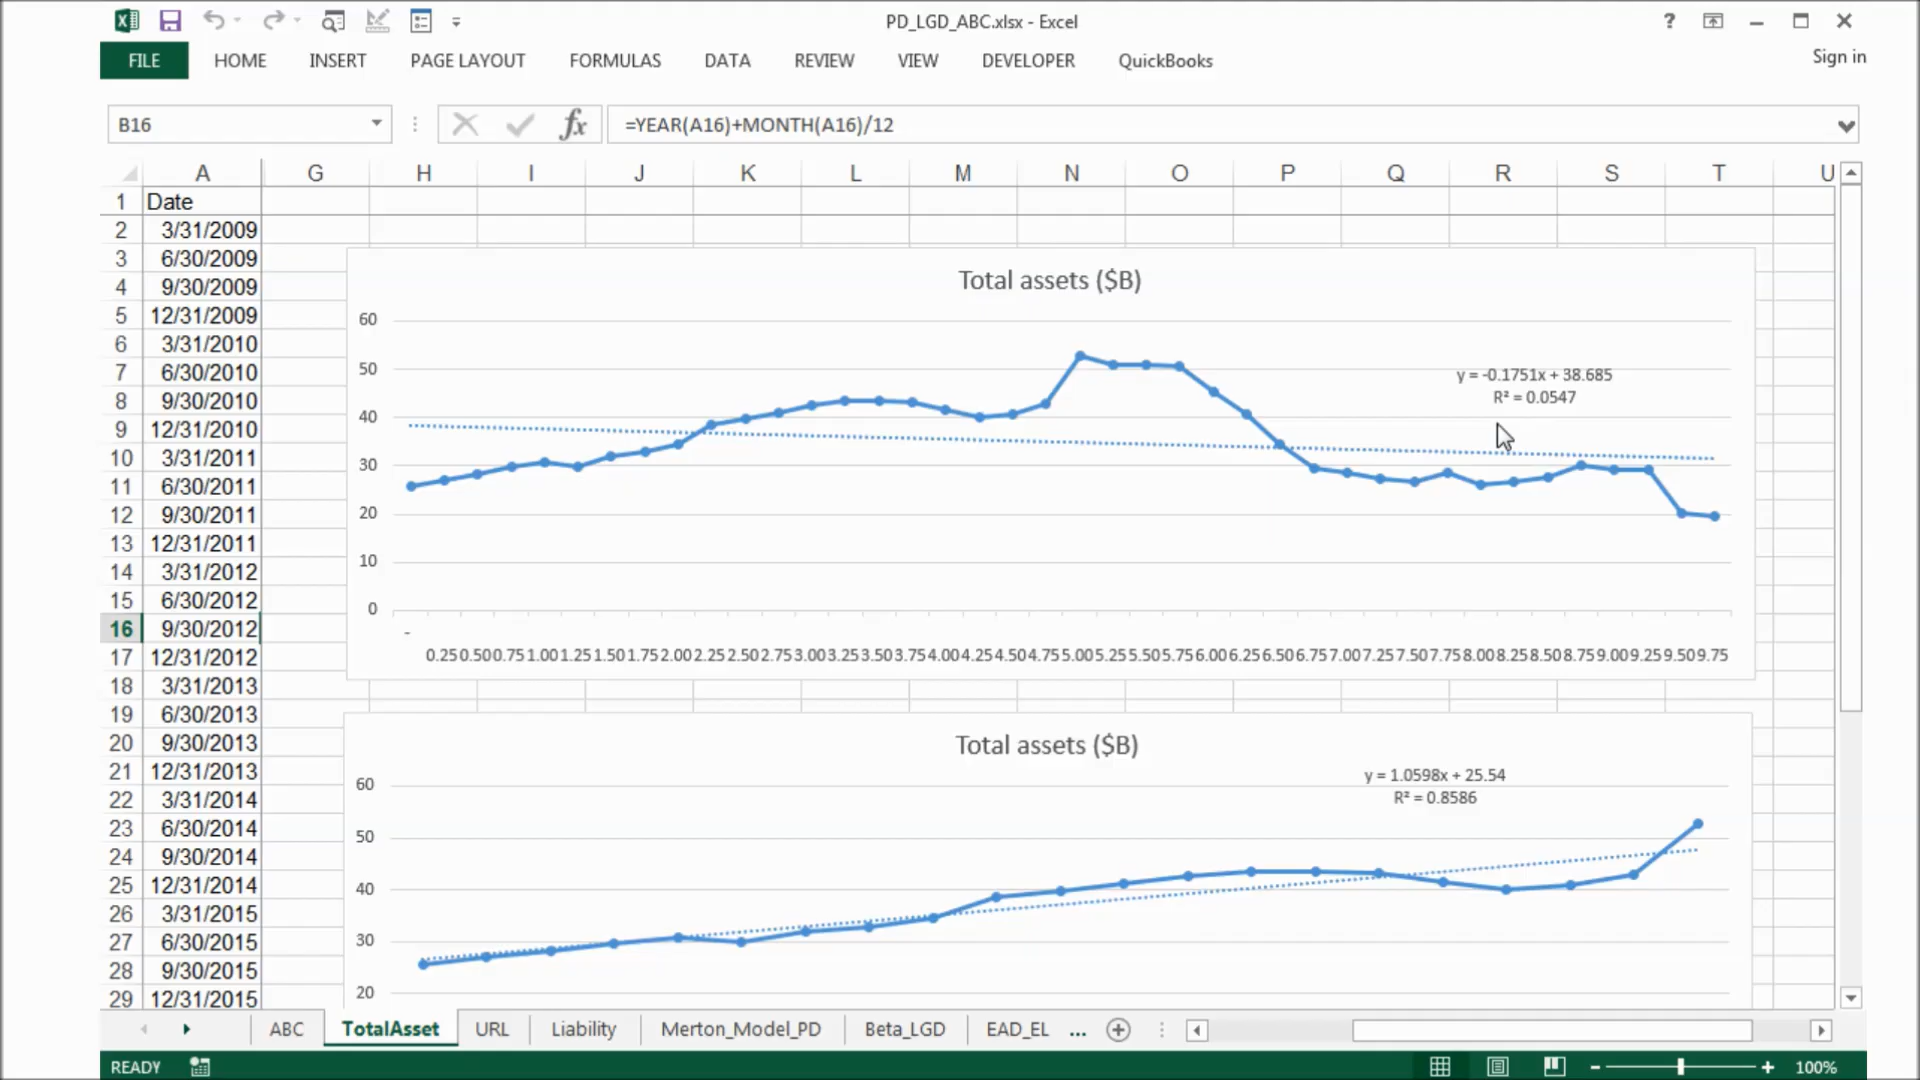 PD_LGD_ABC.xlsx - Excel
?
Sign in
FILE HOME INSERT PAGE LAYOUT FORMULAS DATA REVIEW VIEW DEVELOPER QuickBooks
B16 fx =YEAR(A16)+MONTH(A16)/12
A G H I J K L M N O P Q R S T U
1 Date
2 3/31/2009
3 6/30/2009
4 9/30/2009
5 12/31/2009
6 3/31/2010
7 6/30/2010
8 9/30/2010
9 12/31/2010
10 3/31/2011
11 6/30/2011
12 9/30/2011
13 12/31/2011
14 3/31/2012
15 6/30/2012
16 9/30/2012
17 12/31/2012
18 3/31/2013
19 6/30/2013
20 9/30/2013
21 12/31/2013
22 3/31/2014
23 6/30/2014
24 9/30/2014
25 12/31/2014
26 3/31/2015
27 6/30/2015
28 9/30/2015
29 12/31/2015
Total assets ($B)
60
50
40
30
20
10
0
y = -0.1751x + 38.685
R² = 0.0547
-
0.25 0.50 0.75 1.00 1.25 1.50 1.75 2.00 2.25 2.50 2.75 3.00 3.25 3.50 3.75 4.00 4.25 4.50 4.75 5.00 5.25 5.50 5.75 6.00 6.25 6.50 6.75 7.00 7.25 7.50 7.75 8.00 8.25 8.50 8.75 9.00 9.25 9.50 9.75
Total assets ($B)
y = 1.0598x + 25.54
R² = 0.8586
60
50
40
30
20
ABC TotalAsset URL Liability Merton_Model_PD Beta_LGD EAD_EL ...
READY 100%